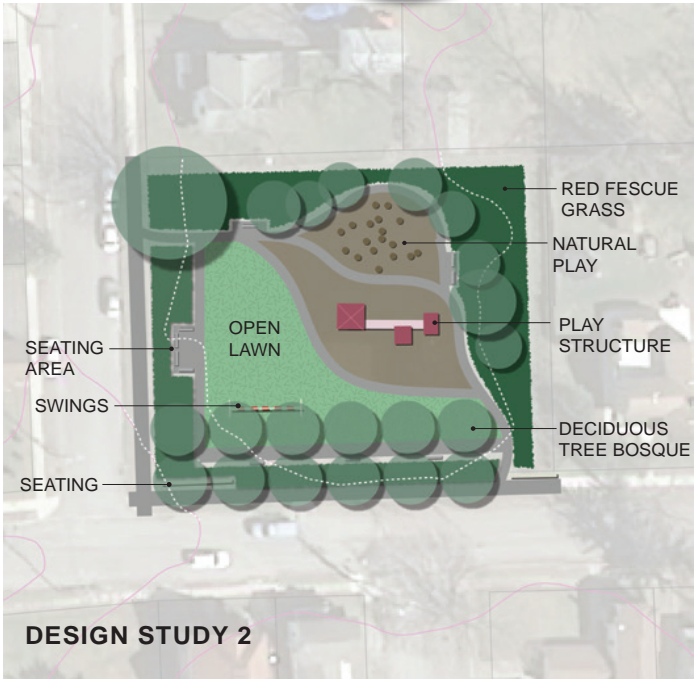 RED FESCUE
GRASS
NATURAL
PLAY
OPEN
LAWN
PLAY
STRUCTURE
SEATING
AREA
SWINGS
DECIDUOUS
TREE BOSQUE
SEATING
DESIGN STUDY 2